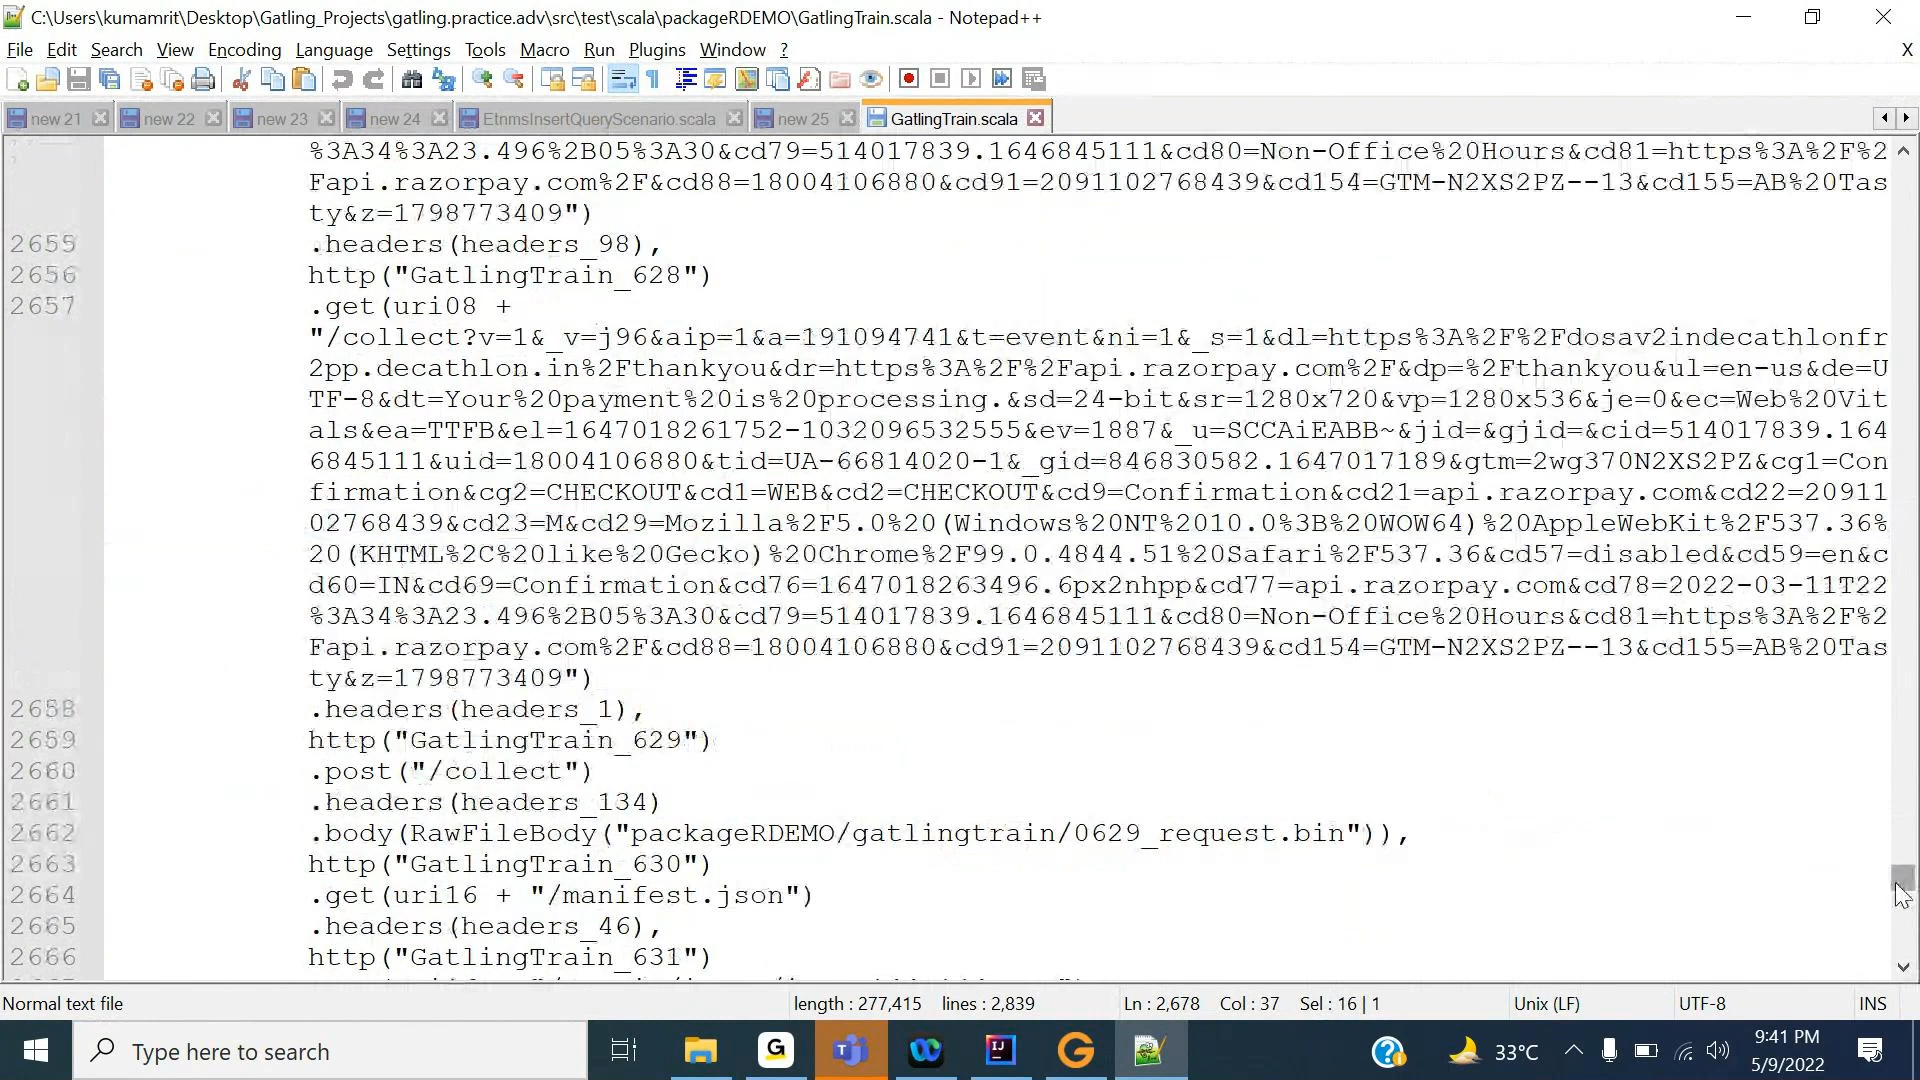 C:\Users\kumamrit\Desktop\Gatling_Projects\gatling.practice.adv\src\test\scala\packageRDEMO\GatlingTrain.scala - Notepad++
File Edit Search View Encoding Language Settings Tools Macro Run Plugins Window ? X
new 21 new 22 new 23 new 24 EtnmsInsertQueryScenario.scala new 25 GatlingTrain.scala
%3A34%3A23.496%2B05%3A30&cd79=514017839.1646845111&cd80=Non-Office%20Hours&cd81=https%3A%2F%2
Fapi.razorpay.com%2F&cd88=18004106880&cd91=2091102768439&cd154=GTM-N2XS2PZ--13&cd155=AB%20Tas
ty&z=1798773409")
2655 .headers(headers_98),
2656 http("GatlingTrain_628")
2657 .get(uri08 +
"/collect?v=1&_v=j96&aip=1&a=191094741&t=event&ni=1&_s=1&dl=https%3A%2F%2Fdosav2indecathlonfr
2pp.decathlon.in%2Fthankyou&dr=https%3A%2F%2Fapi.razorpay.com%2F&dp=%2Fthankyou&ul=en-us&de=U
TF-8&dt=Your%20payment%20is%20processing.&sd=24-bit&sr=1280x720&vp=1280x536&je=0&ec=Web%20Vit
als&ea=TTFB&el=1647018261752-1032096532555&ev=1887&_u=SCCAiEABB~&jid=&gjid=&cid=514017839.164
6845111&uid=18004106880&tid=UA-66814020-1&_gid=846830582.1647017189&gtm=2wg370N2XS2PZ&cg1=Con
firmation&cg2=CHECKOUT&cd1=WEB&cd2=CHECKOUT&cd9=Confirmation&cd21=api.razorpay.com&cd22=20911
02768439&cd23=M&cd29=Mozilla%2F5.0%20(Windows%20NT%2010.0%3B%20WOW64)%20AppleWebKit%2F537.36%
20(KHTML%2C%20like%20Gecko)%20Chrome%2F99.0.4844.51%20Safari%2F537.36&cd57=disabled&cd59=en&c
d60=IN&cd69=Confirmation&cd76=1647018263496.6px2nhpp&cd77=api.razorpay.com&cd78=2022-03-11T22
%3A34%3A23.496%2B05%3A30&cd79=514017839.1646845111&cd80=Non-Office%20Hours&cd81=https%3A%2F%2
Fapi.razorpay.com%2F&cd88=18004106880&cd91=2091102768439&cd154=GTM-N2XS2PZ--13&cd155=AB%20Tas
ty&z=1798773409")
2658 .headers(headers_1),
2659 http("GatlingTrain_629")
2660 .post("/collect")
2661 .headers(headers_134)
2662 .body(RawFileBody("packageRDEMO/gatlingtrain/0629_request.bin")),
2663 http("GatlingTrain_630")
2664 .get(uri16 + "/manifest.json")
2665 .headers(headers_46),
2666 http("GatlingTrain_631")
Normal text file length : 277,415 lines : 2,839 Ln : 2,678 Col : 37 Sel : 16 | 1 Unix (LF) UTF-8 INS
Type here to search 33°C 9:41 PM
5/9/2022